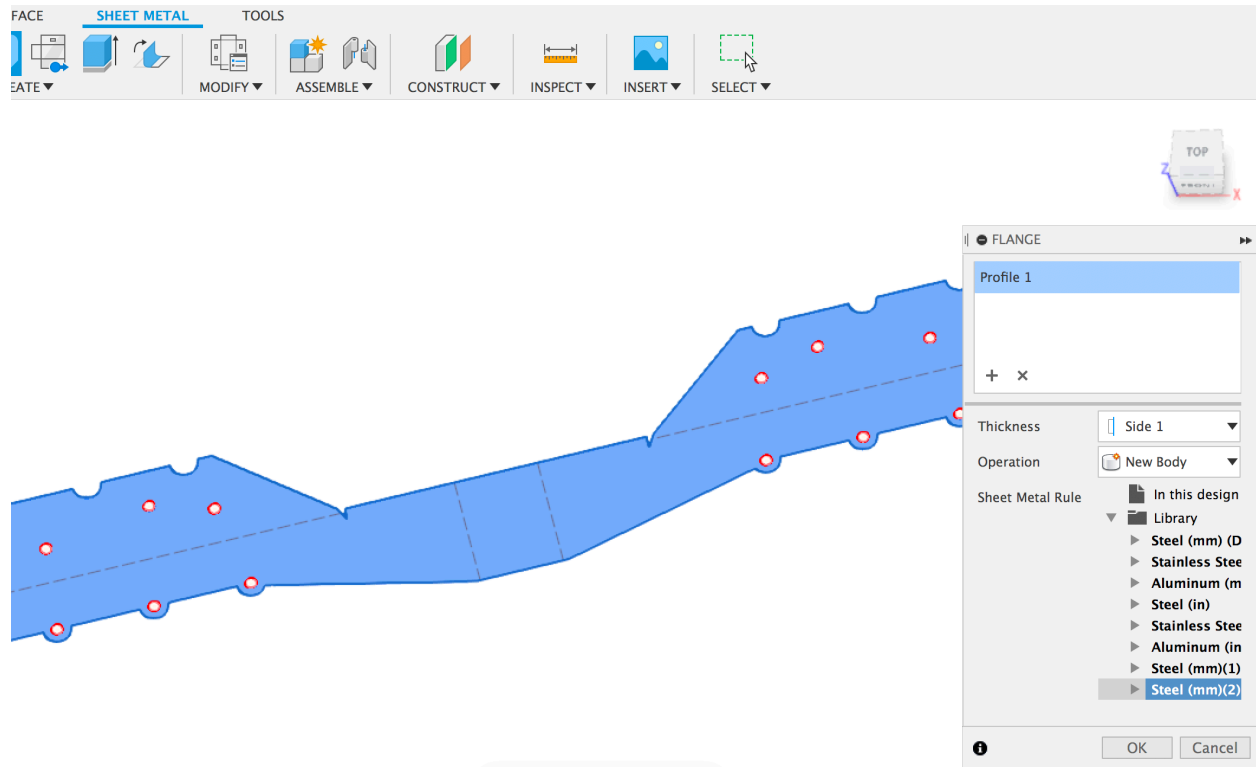 FACE SHEET METAL TOOLS
EATE MODIFY ASSEMBLE CONSTRUCT INSPECT INSERT SELECT
TOP
Z
X
FLANGE
Profile 1
Thickness Side 1
Operation New Body
Sheet Metal Rule In this design
Library
Steel (mm) (D
Stainless Stee
Aluminum (m
Steel (in)
Stainless Stee
Aluminum (in
Steel (mm)(1)
Steel (mm)(2)
OK Cancel